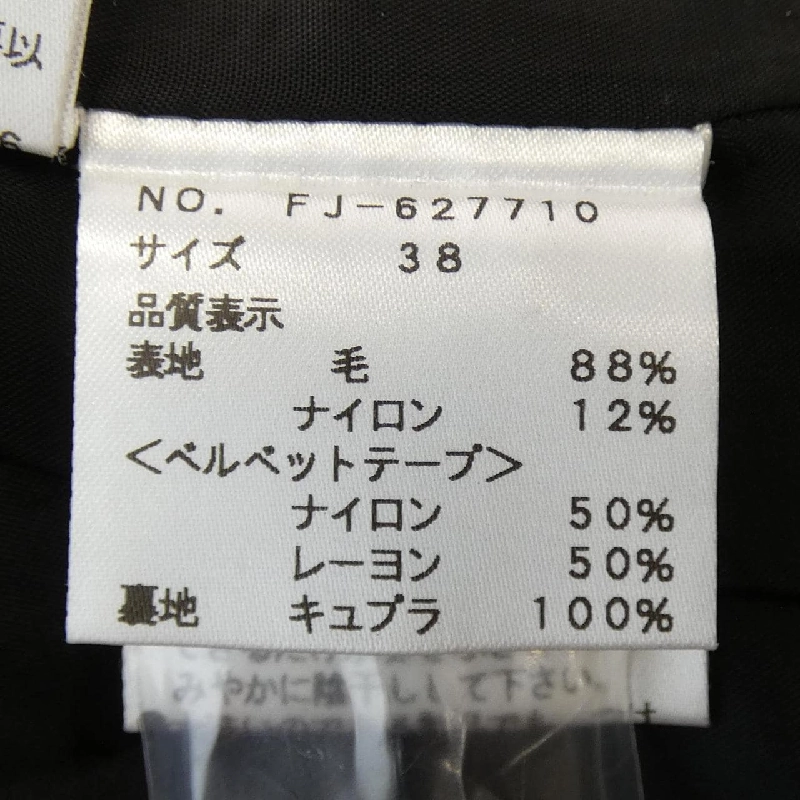 以
6
NO. FJ-627710
サイズ 38
品質表示
表地 毛 88%
ナイロン 12%
<ベルベットテープ>
ナイロン 50%
レーヨン 50%
裏地 キュプラ 100%
みやかに陰干しして下さい。